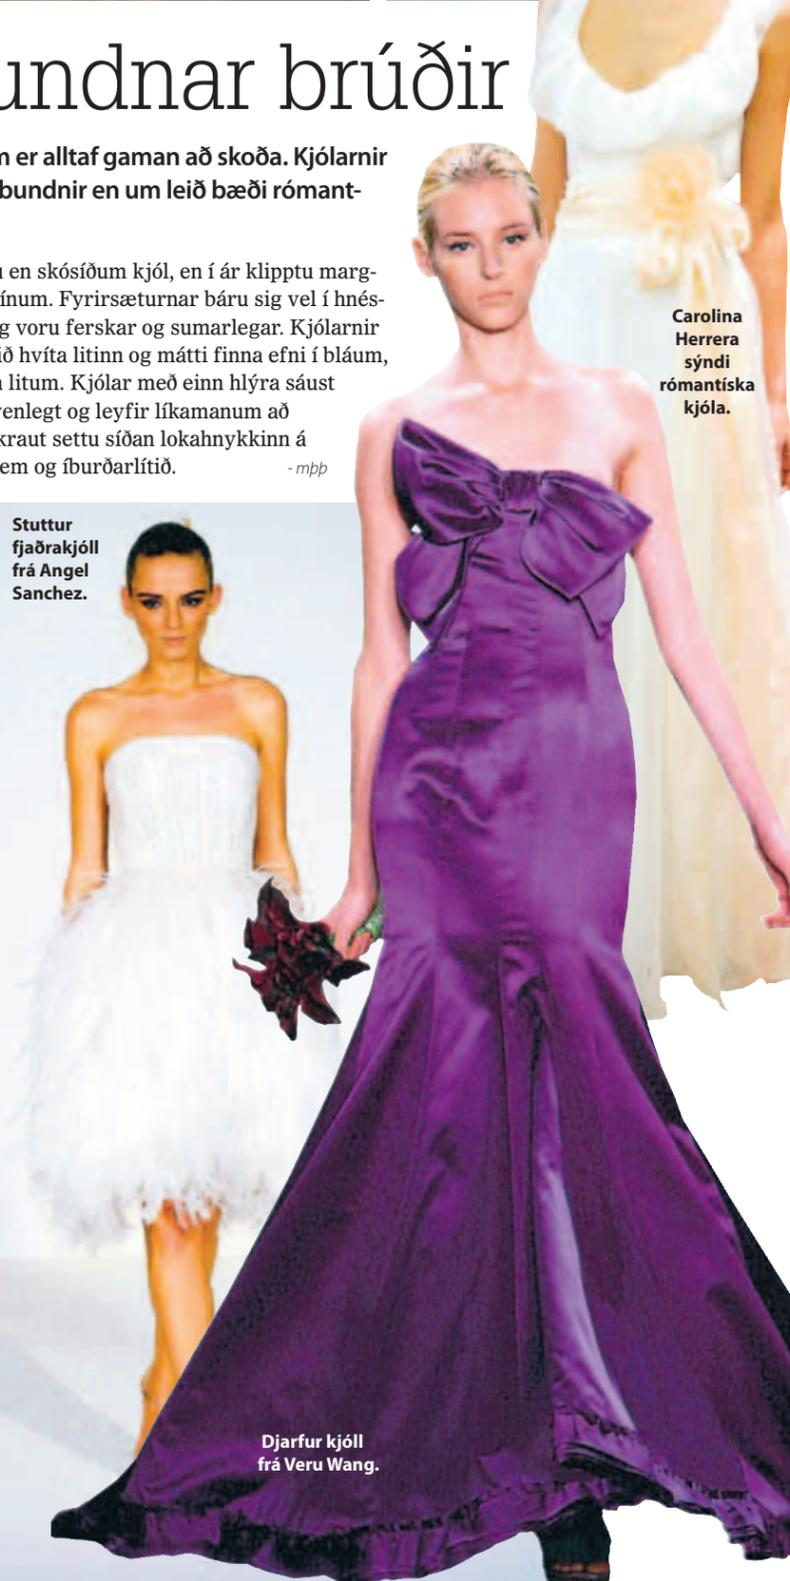 undnar brúðir
er alltaf gaman að skoða. Kjólarnir
bundnir en um leið bæði rómant-
en skósíðum kjól, en í ár klipptu marg-
ínum. Fyrirsæturnar báru sig vel í hnés-
g voru ferskar og sumarlegar. Kjólarnir
ið hvíta litinn og mátti finna efni í bláum,
litum. Kjólar með einn hlýra sáust
enlegt og leyfir líkamanum að
kraut settu síðan lokahnykkinn á
em og íburðarlítið.
- mþþ
Carolina
Herrera
sýndi
rómantíska
kjóla.
Stuttur
fjaðrakjóll
frá Angel
Sanchez.
Djarfur kjóll
frá Veru Wang.